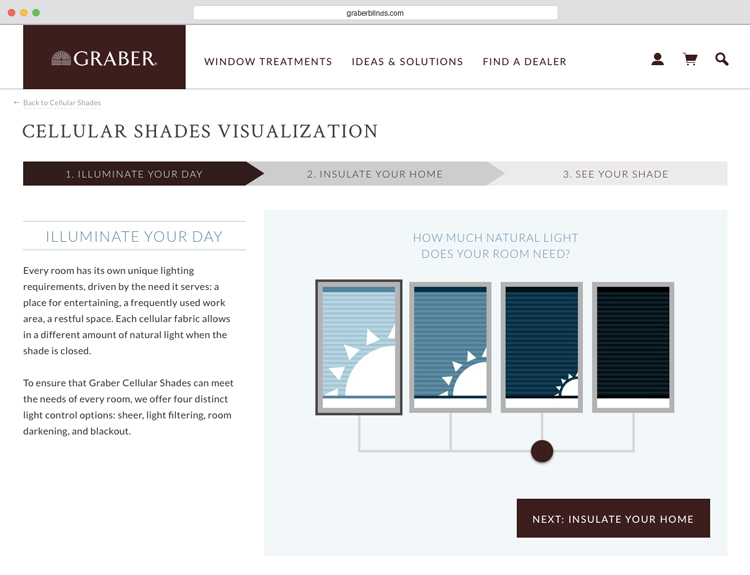 graberblinds.com
GRABER
WINDOW TREATMENTS IDEAS & SOLUTIONS FIND A DEALER
← Back to Cellular Shades
CELLULAR SHADES VISUALIZATION
1. ILLUMINATE YOUR DAY 2. INSULATE YOUR HOME 3. SEE YOUR SHADE
ILLUMINATE YOUR DAY
Every room has its own unique lighting
requirements, driven by the need it serves: a
place for entertaining, a frequently used work
area, a restful space. Each cellular fabric allows
in a different amount of natural light when the
shade is closed.
To ensure that Graber Cellular Shades can meet
the needs of every room, we offer four distinct
light control options: sheer, light filtering, room
darkening, and blackout.
HOW MUCH NATURAL LIGHT
DOES YOUR ROOM NEED?
NEXT: INSULATE YOUR HOME